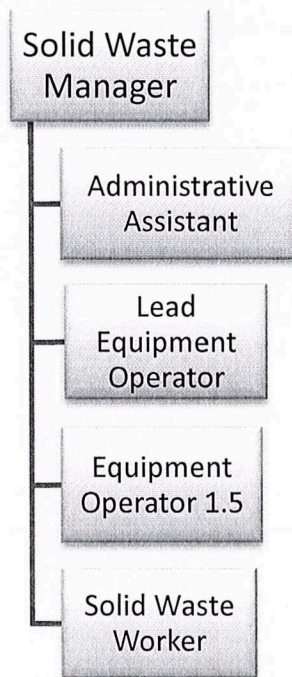 Solid Waste
Manager
Administrative
Assistant
Lead
Equipment
Operator
Equipment
Operator 1.5
Solid Waste
Worker